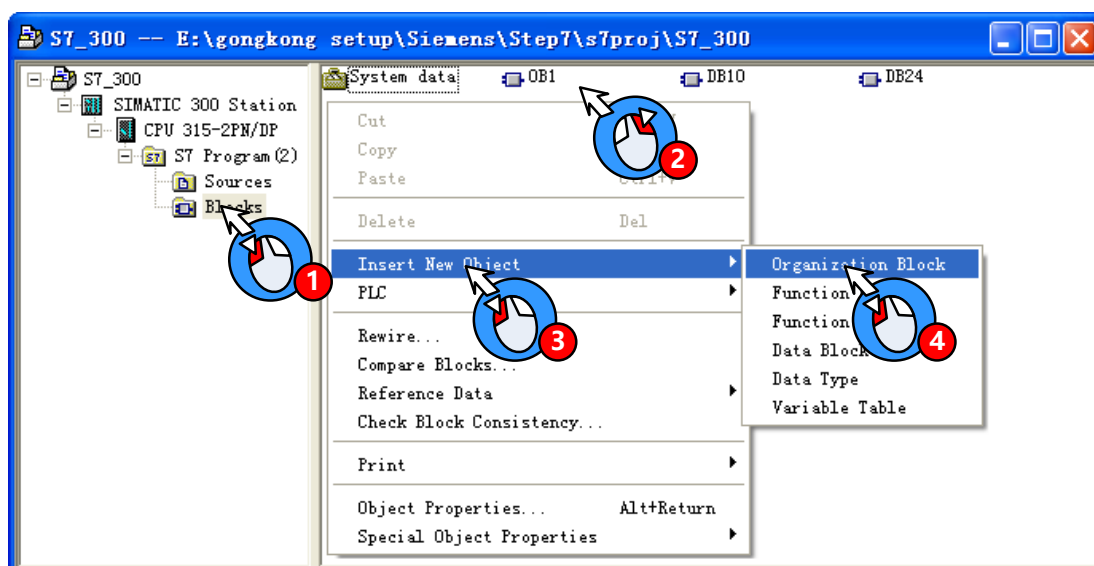 S7_300 -- E:\gongkong setup\Siemens\Step7\s7proj\S7_300
S7_300
SIMATIC 300 Station
CPU 315-2PN/DP
S7 Program(2)
Sources
Blocks
System data
OB1
DB10
DB24
Cut
Copy
Paste
Delete Del
Insert New Object
PLC
Rewire...
Compare Blocks...
Reference Data
Check Block Consistency...
Print
Object Properties... Alt+Return
Special Object Properties
Organization Block
Function
Function
Data Block
Data Type
Variable Table
1
2
3
4